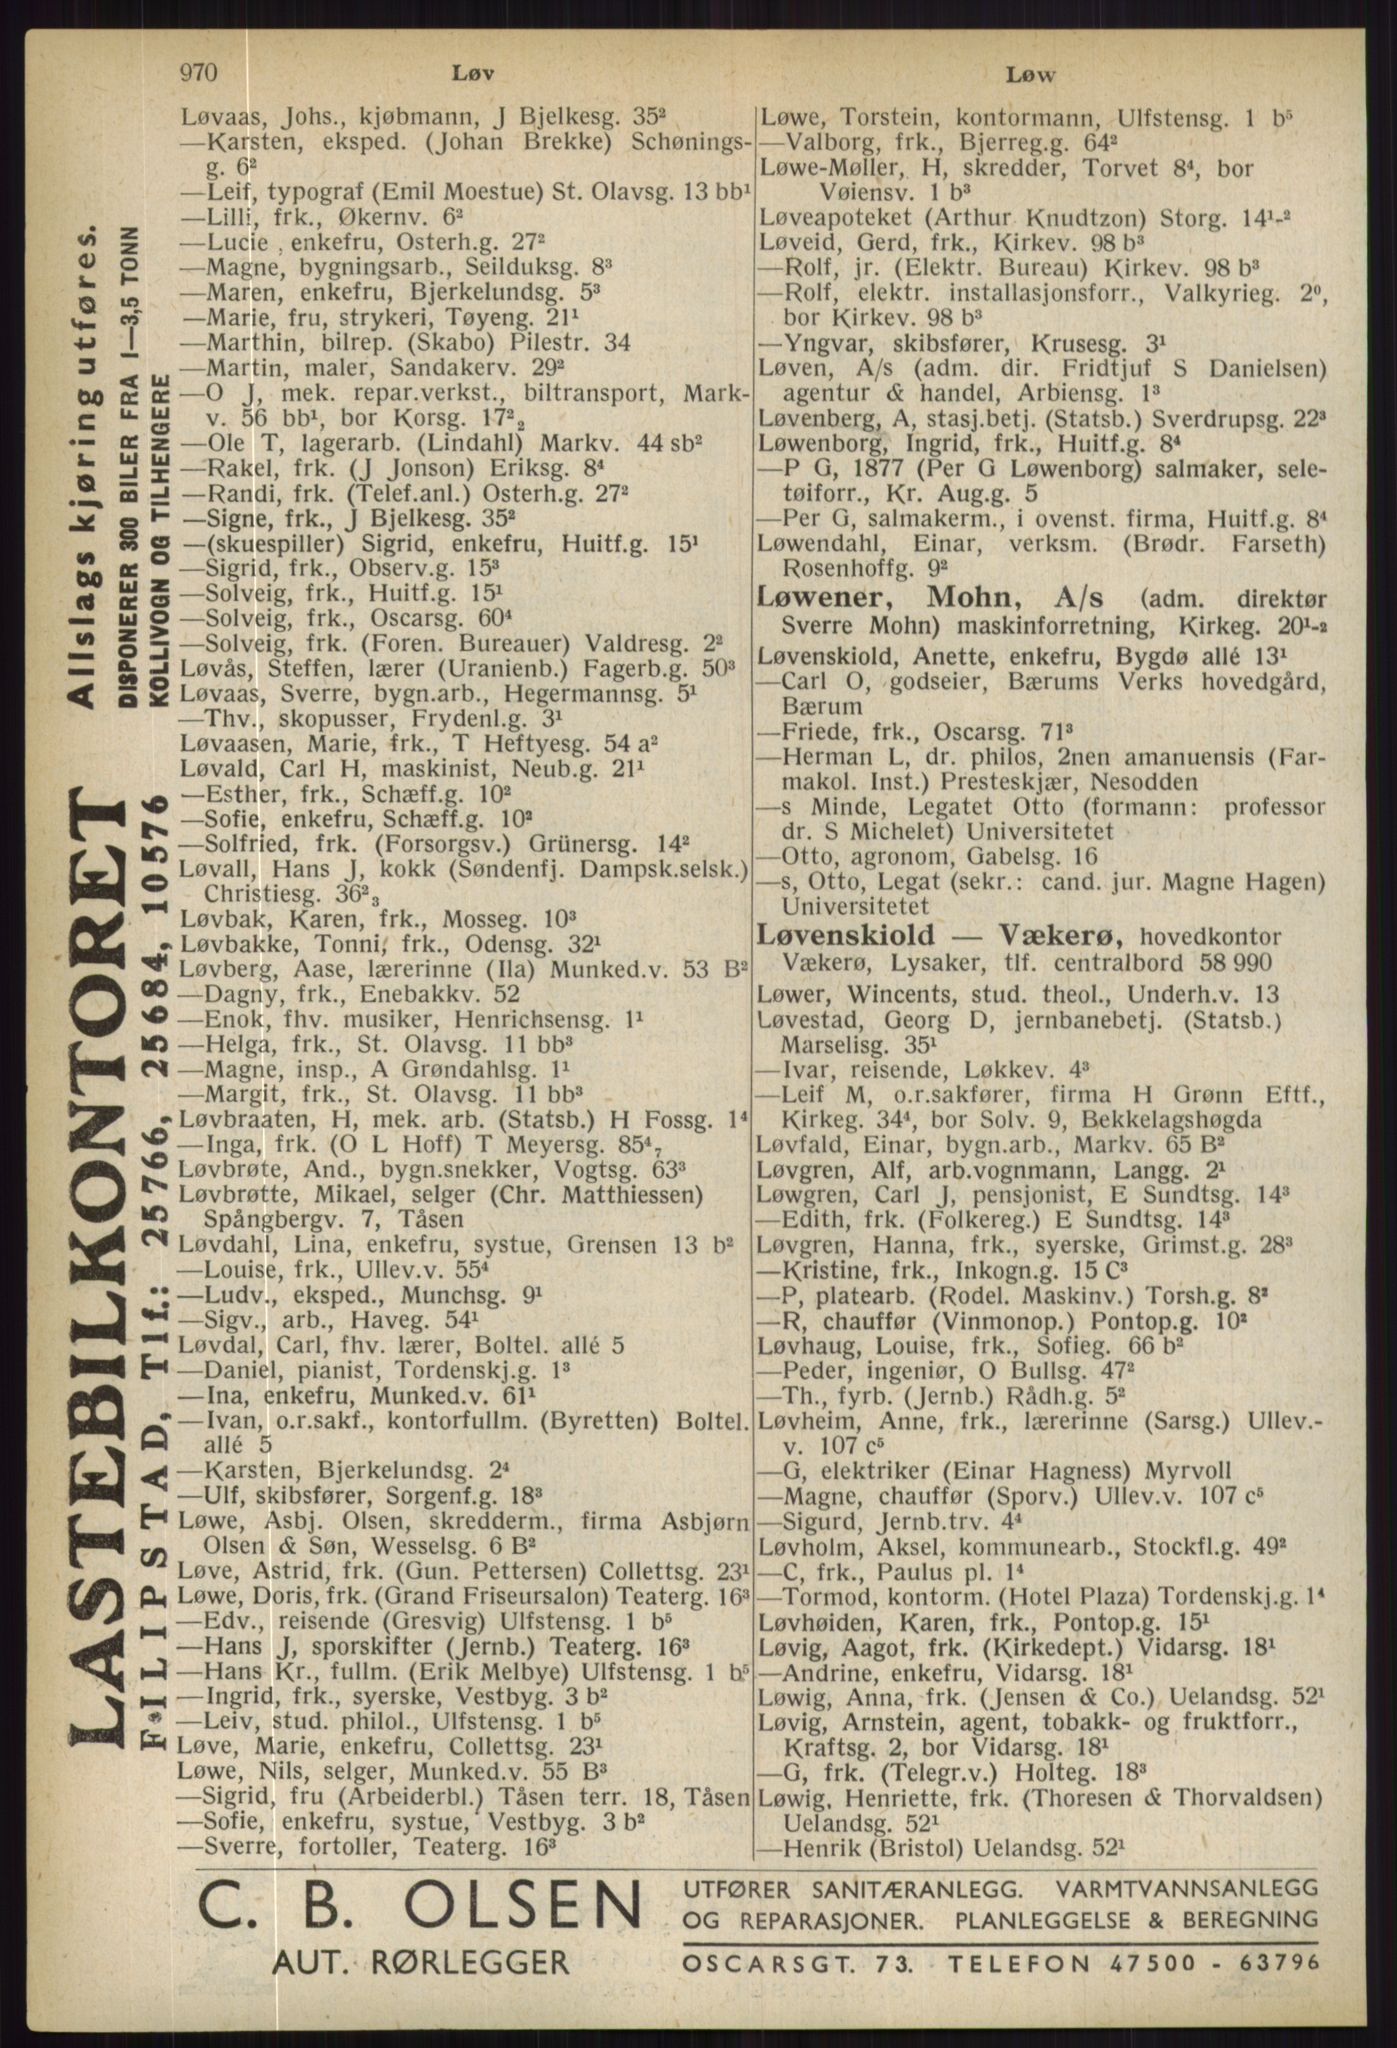 970
Løv
Løw
Løvaas, Johs., kjøbmann, J Bjelkesg. 35²
—Karsten, eksped. (Johan Brekke) Schønings-
g. 6²
—Leif, typograf (Emil Moestue) St. Olavsg. 13 bb¹
—Lilli, frk., Økernv. 6²
—Lucie, enkefru, Osterh.g. 27²
—Magne, bygningsarb., Seilduksg. 8³
—Maren, enkefru, Bjerkelundsg. 5³
—Marie, fru, strykeri, Tøyeng. 21¹
—Marthin, bilrep. (Skabo) Pilestr. 34
—Martin, maler, Sandakerv. 29²
—O J, mek. repar.verkst., biltransport, Mark-
v. 56 bb¹, bor Korsg. 17²₂
—Ole T, lagerarb. (Lindahl) Markv. 44 sb²
—Rakel, frk. (J Jonson) Eriksg. 8⁴
—Randi, frk. (Telef.anl.) Osterh.g. 27²
—Signe, frk., J Bjelkesg. 35²
—(skuespiller) Sigrid, enkefru, Huitf.g. 15¹
—Sigrid, frk., Observ.g. 15³
—Solveig, frk., Huitf.g. 15¹
—Solveig, frk., Oscarsg. 60⁴
—Solveig, frk. (Foren. Bureauer) Valdresg. 2²
Løvås, Steffen, lærer (Uranienb.) Fagerb.g. 50³
Løvaas, Sverre, bygn.arb., Hegermannsg. 5¹
—Thv., skopusser, Frydenl.g. 3¹
Løvaasen, Marie, frk., T Heftyesg. 54 a²
Løvald, Carl H, maskinist, Neub.g. 21¹
—Esther, frk., Schæff.g. 10²
—Sofie, enkefru, Schæff.g. 10²
—Solfried, frk. (Forsorgsv.) Grünersg. 14²
Løvall, Hans J, kokk (Søndenfj. Dampsk.selsk.)
Christiesg. 36²₃
Løvbak, Karen, frk., Mosseg. 10³
Løvbakke, Tonni, frk., Odensg. 32¹
Løvberg, Aase, lærerinne (Ila) Munked.v. 53 B²
—Dagny, frk., Enebakkv. 52
—Enok, fhv. musiker, Henrichsensg. 1¹
—Helga, frk., St. Olavsg. 11 bb³
—Magne, insp., A Grøndahlsg. 1¹
—Margit, frk., St. Olavsg. 11 bb³
Løvbraaten, H, mek. arb. (Statsb.) H Fossg. 1⁴
—Inga, frk. (O L Hoff) T Meyersg. 85⁴₇
Løvbrøte, And., bygn.snekker, Vogtsg. 63³
Løvbrøtte, Mikael, selger (Chr. Matthiessen)
Spångbergv. 7, Tåsen
Løvdahl, Lina, enkefru, systue, Grensen 13 b²
—Louise, frk., Ullev.v. 55⁴
—Ludv., eksped., Munchsg. 9¹
—Sigv., arb., Haveg. 54¹
Løvdal, Carl, fhv. lærer, Boltel. allé 5
—Daniel, pianist, Tordenskj.g. 1³
—Ina, enkefru, Munked.v. 61¹
—Ivan, o.r.sakf., kontorfullm. (Byretten) Boltel.
allé 5
—Karsten, Bjerkelundsg. 2⁴
—Ulf, skibsfører, Sorgenf.g. 18³
Løwe, Asbj. Olsen, skredderm., firma Asbjørn
Olsen & Søn, Wesselsg. 6 B²
Løve, Astrid, frk. (Gun. Pettersen) Collettsg. 23¹
Løwe, Doris, frk. (Grand Friseursalon) Teaterg. 16³
—Edv., reisende (Gresvig) Ulfstensg. 1 b⁵
—Hans J, sporskifter (Jernb.) Teaterg. 16³
—Hans Kr., fullm. (Erik Melbye) Ulfstensg. 1 b⁵
—Ingrid, frk., syerske, Vestbyg. 3 b²
—Leiv, stud. philol., Ulfstensg. 1 b⁵
Løve, Marie, enkefru, Collettsg. 23¹
Løwe, Nils, selger, Munked.v. 55 B³
—Sigrid, fru (Arbeiderbl.) Tåsen terr. 18, Tåsen
—Sofie, enkefru, systue, Vestbyg. 3 b²
—Sverre, fortoller, Teaterg. 16³
Løwe, Torstein, kontormann, Ulfstensg. 1 b⁵
—Valborg, frk., Bjerreg.g. 64²
Løwe-Møller, H, skredder, Torvet 8⁴, bor
Vøiensv. 1 b³
Løveapoteket (Arthur Knudtzon) Storg. 14¹-²
Løveid, Gerd, frk., Kirkev. 98 b³
—Rolf, jr. (Elektr. Bureau) Kirkev. 98 b³
—Rolf, elektr. installasjonsforr., Valkyrieg. 2⁰,
bor Kirkev. 98 b³
—Yngvar, skibsfører, Krusesg. 3¹
Løven, A/s (adm. dir. Fridtjuf S Danielsen)
agentur & handel, Arbiensg. 1³
Løvenberg, A, stasj.betj. (Statsb.) Sverdrupsg. 22³
Løwenborg, Ingrid, frk., Huitf.g. 8⁴
—P G, 1877 (Per G Løwenborg) salmaker, sele-
tøiforr., Kr. Aug.g. 5
—Per G, salmakerm., i ovenst. firma, Huitf.g. 8⁴
Løwendahl, Einar, verksm. (Brødr. Farseth)
Rosenhoffg. 9²
Løwener, Mohn, A/s (adm. direktør
Sverre Mohn) maskinforretning, Kirkeg. 20¹-²
Løvenskiold, Anette, enkefru, Bygdø allé 13¹
—Carl O, godseier, Bærums Verks hovedgård,
Bærum
—Friede, frk., Oscarsg. 71³
—Herman L, dr. philos, 2nen amanuensis (Far-
makol. Inst.) Presteskjær, Nesodden
—s Minde, Legatet Otto (formann: professor
dr. S Michelet) Universitetet
—Otto, agronom, Gabelsg. 16
—s, Otto, Legat (sekr.: cand. jur. Magne Hagen)
Universitetet
Løvenskiold — Vækerø, hovedkontor
Vækerø, Lysaker, tlf. centralbord 58 990
Løwer, Wincents, stud. theol., Underh.v. 13
Løvestad, Georg D, jernbanebetj. (Statsb.)
Marselisg. 35¹
—Ivar, reisende, Løkkev. 4³
—Leif M, o.r.sakfører, firma H Grønn Eftf.,
Kirkeg. 34⁴, bor Solv. 9, Bekkelagshøgda
Løvfald, Einar, bygn.arb., Markv. 65 B²
Løvgren, Alf, arb.vognmann, Langg. 2¹
Løwgren, Carl J, pensjonist, E Sundtsg. 14³
—Edith, frk. (Folkereg.) E Sundtsg. 14³
Løvgren, Hanna, frk., syerske, Grimst.g. 28³
—Kristine, frk., Inkogn.g. 15 C³
—P, platearb. (Rodel. Maskinv.) Torsh.g. 8²
—R, chauffør (Vinmonop.) Pontop.g. 10²
Løvhaug, Louise, frk., Sofieg. 66 b²
—Peder, ingeniør, O Bullsg. 47²
—Th., fyrb. (Jernb.) Rådh.g. 5²
Løvheim, Anne, frk., lærerinne (Sarsg.) Ullev.-
v. 107 c⁵
—G, elektriker (Einar Hagness) Myrvoll
—Magne, chauffør (Sporv.) Ullev.v. 107 c⁵
—Sigurd, Jernb.trv. 4⁴
Løvholm, Aksel, kommunearb., Stockfl.g. 49²
—C, frk., Paulus pl. 1⁴
—Tormod, kontorm. (Hotel Plaza) Tordenskj.g. 1⁴
Løvhøiden, Karen, frk., Pontop.g. 15¹
Løvig, Aagot, frk. (Kirkedept.) Vidarsg. 18¹
—Andrine, enkefru, Vidarsg. 18¹
Løwig, Anna, frk. (Jensen & Co.) Uelandsg. 52¹
Løvig, Arnstein, agent, tobakk- og fruktforr.,
Kraftsg. 2, bor Vidarsg. 18¹
—G, frk. (Telegr.v.) Holteg. 18³
Løwig, Henriette, frk. (Thoresen & Thorvaldsen)
Uelandsg. 52¹
—Henrik (Bristol) Uelandsg. 52¹
LASTEBILKONTORET
FILIPSTAD, Tlf.: 25766, 25684, 10576
Allslags kjøring utføres.
DISPONERER 300 BILER FRA 1—3,5 TONN
KOLLIVOGN OG TILHENGERE
C. B. OLSEN
AUT. RØRLEGGER
UTFØRER SANITÆRANLEGG. VARMTVANNSANLEGG
OG REPARASJONER. PLANLEGGELSE & BEREGNING
OSCARSGT. 73. TELEFON 47500 - 63796